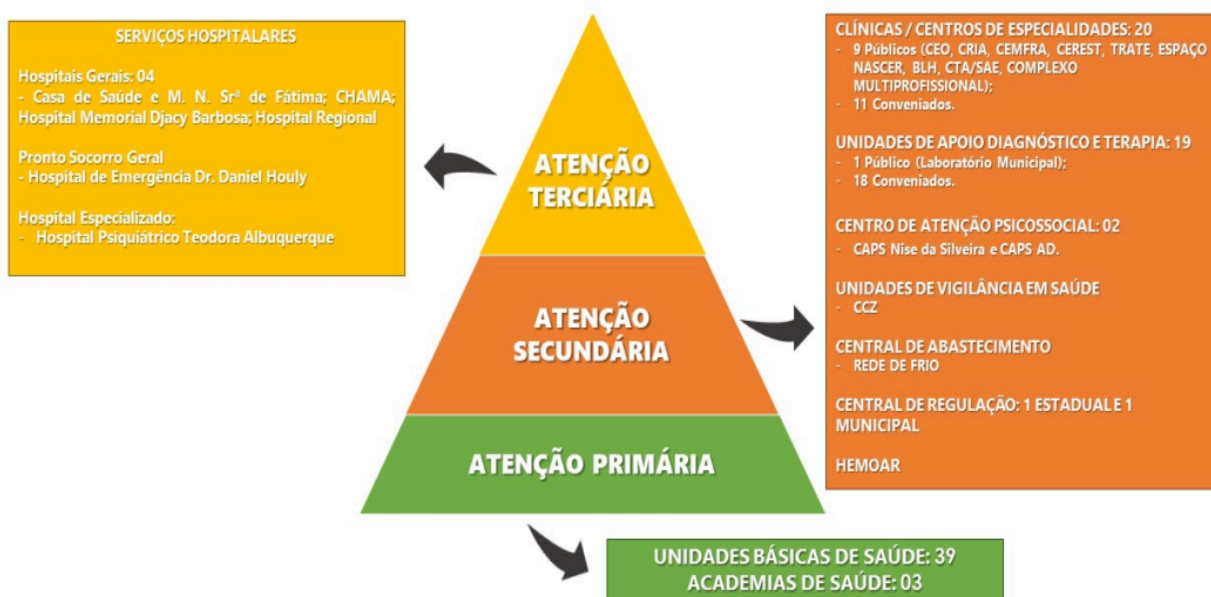 SERVIÇOS HOSPITALARES
Hospitais Gerais: 04
- Casa de Saúde e M. N. Srª de Fátima; CHAMA;
Hospital Memorial Djacy Barbosa; Hospital Regional
Pronto Socorro Geral
- Hospital de Emergência Dr. Daniel Houly
Hospital Especializado:
- Hospital Psiquiátrico Teodora Albuquerque
ATENÇÃO
TERCIÁRIA
ATENÇÃO
SECUNDÁRIA
ATENÇÃO PRIMÁRIA
CLÍNICAS / CENTROS DE ESPECIALIDADES: 20
- 9 Públicos (CEO, CRIA, CEMFRA, CEREST, TRATE, ESPAÇO
NASCER, BLH, CTA/SAE, COMPLEXO
MULTIPROFISSIONAL);
- 11 Conveniados.
UNIDADES DE APOIO DIAGNÓSTICO E TERAPIA: 19
- 1 Público (Laboratório Municipal);
- 18 Conveniados.
CENTRO DE ATENÇÃO PSICOSSOCIAL: 02
- CAPS Nise da Silveira e CAPS AD.
UNIDADES DE VIGILÂNCIA EM SAÚDE
- CCZ
CENTRAL DE ABASTECIMENTO
- REDE DE FRIO
CENTRAL DE REGULAÇÃO: 1 ESTADUAL E 1
MUNICIPAL
HEMOAR
UNIDADES BÁSICAS DE SAÚDE: 39
ACADEMIAS DE SAÚDE: 03